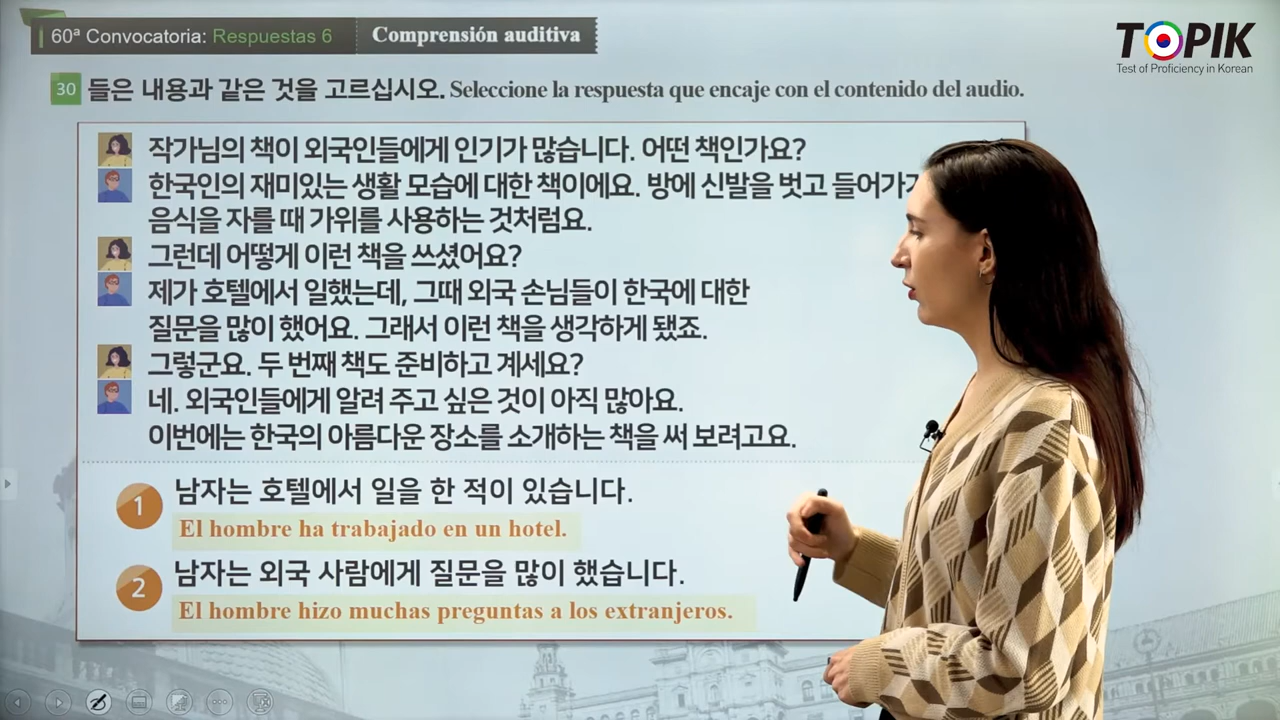 60ª Convocatoria: Respuestas 6 Comprensión auditiva
TOPIK
Test of Proficiency in Korean
30 들은 내용과 같은 것을 고르십시오. Seleccione la respuesta que encaje con el contenido del audio.
작가님의 책이 외국인들에게 인기가 많습니다. 어떤 책인가요?
한국인의 재미있는 생활 모습에 대한 책이에요. 방에 신발을 벗고
음식을 자를 때 가위를 사용하는 것처럼요.
그런데 어떻게 이런 책을 쓰셨어요?
제가 호텔에서 일했는데, 그때 외국 손님들이 한국에 대한
질문을 많이 했어요. 그래서 이런 책을 생각하게 됐죠.
그렇군요. 두 번째 책도 준비하고 계세요?
네. 외국인들에게 알려 주고 싶은 것이 아직 많아요.
이번에는 한국의 아름다운 장소를 소개하는 책을 써 보려고요.
1 남자는 호텔에서 일을 한 적이 있습니다.
El hombre ha trabajado en un hotel.
2 남자는 외국 사람에게 질문을 많이 했습니다.
El hombre hizo muchas preguntas a los extranjeros.